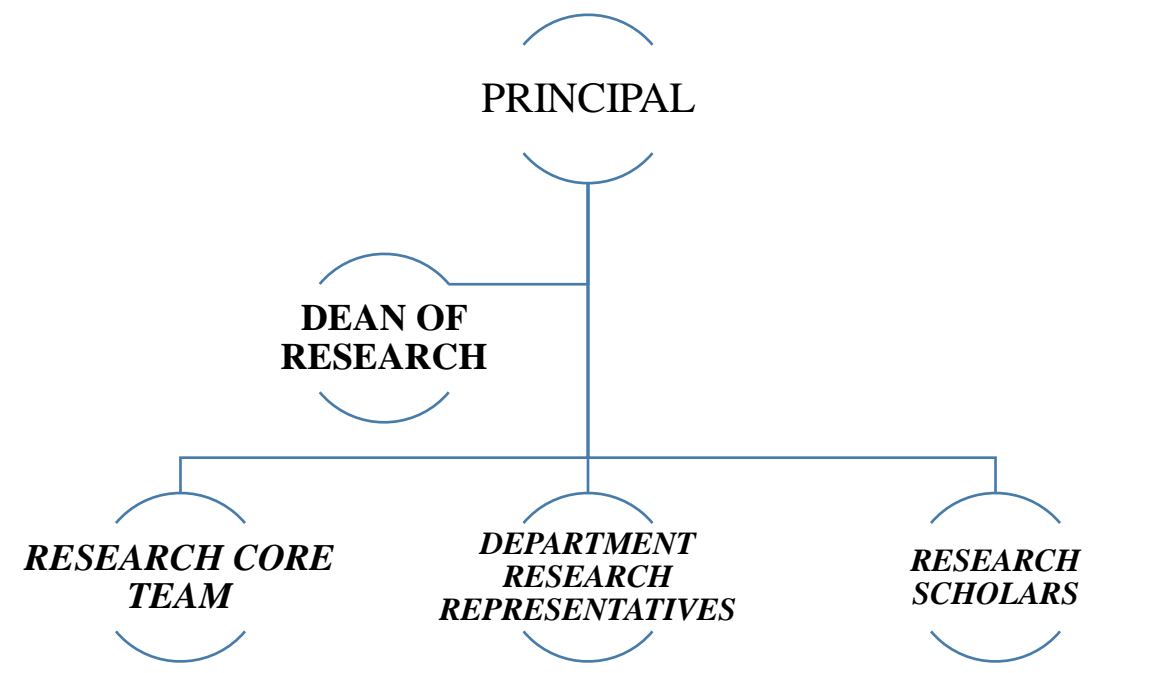 PRINCIPAL
DEAN OF
RESEARCH
RESEARCH CORE
TEAM
DEPARTMENT
RESEARCH
REPRESENTATIVES
RESEARCH
SCHOLARS